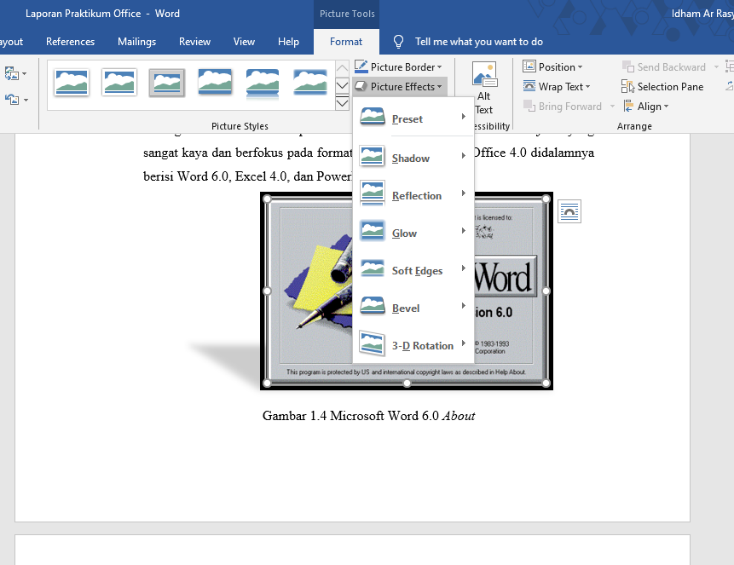 Laporan Praktikum Office - Word
Picture Tools
Idham Ar Rasy
ayout References Mailings Review View Help Format Tell me what you want to do
Picture Border
Picture Effects
Picture Styles
Alt
Text
ssibility
Position
Wrap Text
Bring Forward
Send Backward
Selection Pane
Align
Arrange
Preset
Shadow
Reflection
Glow
Soft Edges
Bevel
3-D Rotation
sangat kaya dan berfokus pada format Office 4.0 didalamnya
berisi Word 6.0, Excel 4.0, dan Power
is licensed to:
Word
ion 6.0
© 1983-1993
Corporation
This program is protected by US and international copyright laws as described in Help About.
Gambar 1.4 Microsoft Word 6.0 About